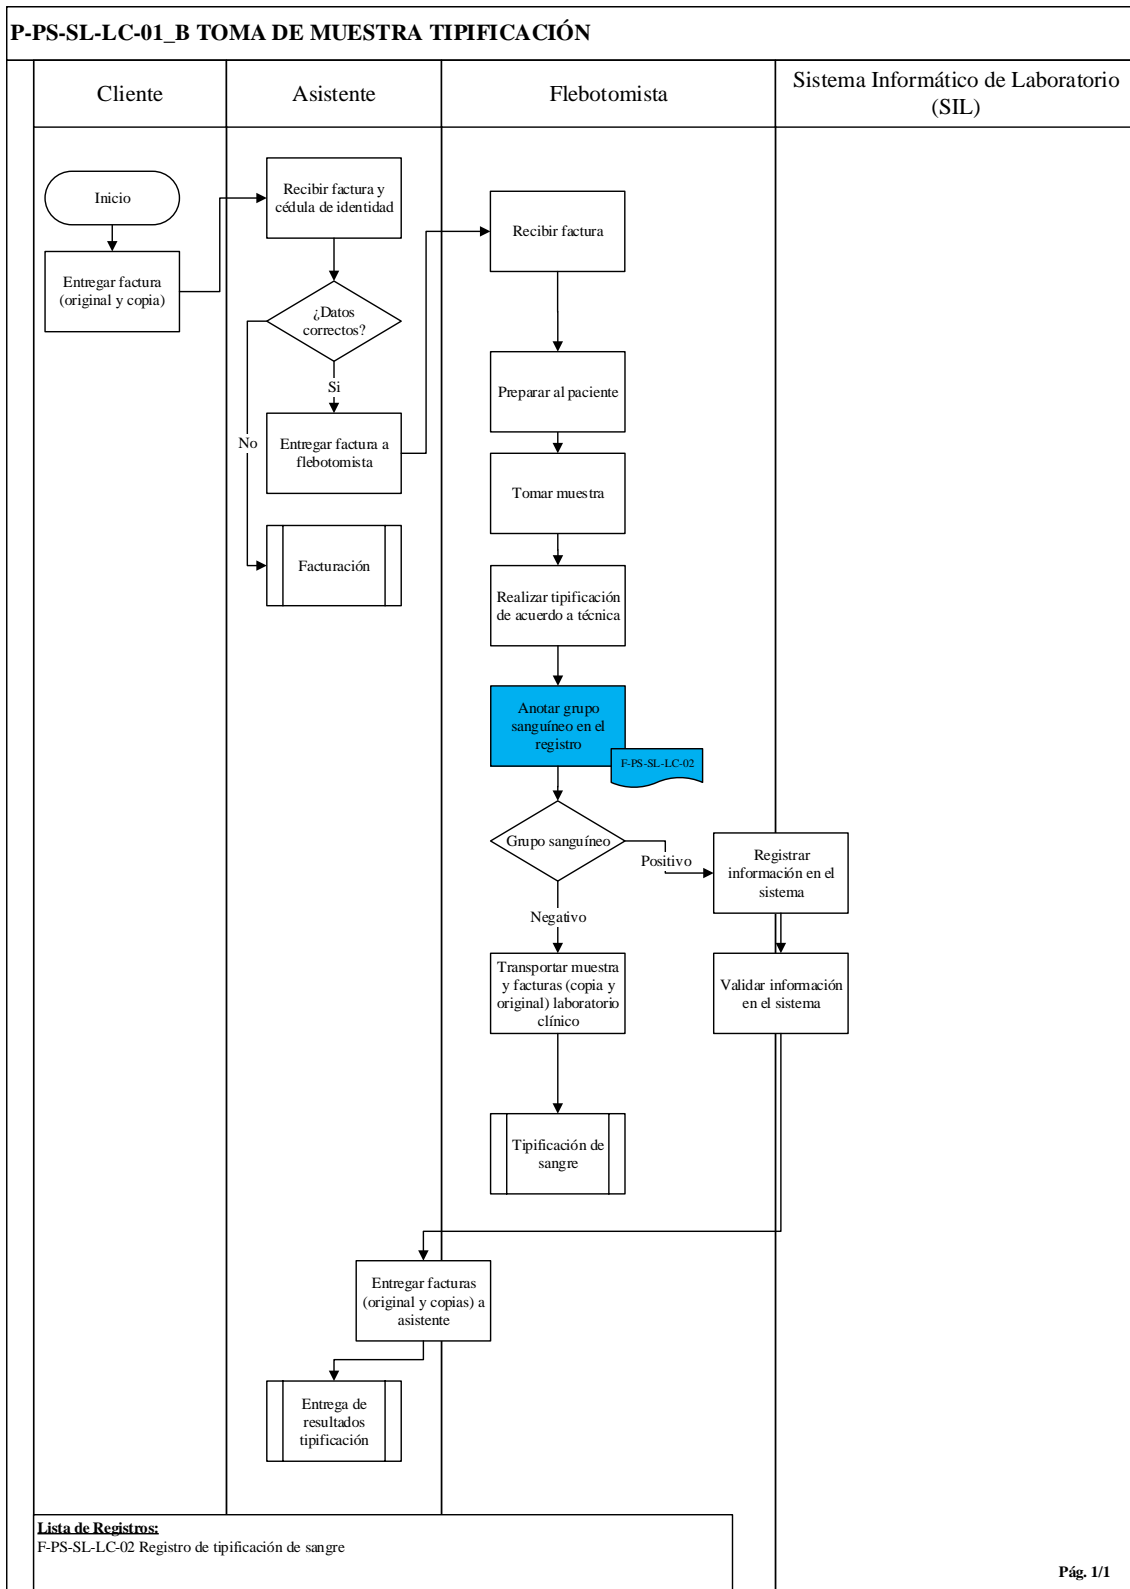 P-PS-SL-LC-01_B TOMA DE MUESTRA TIPIFICACIÓN
Cliente
Asistente
Flebotomista
Sistema Informático de Laboratorio
(SIL)
Inicio
Entregar factura
(original y copia)
Recibir factura y
cédula de identidad
¿Datos
correctos?
Si
No
Entregar factura a
flebotomista
Facturación
Recibir factura
Preparar al paciente
Tomar muestra
Realizar tipificación
de acuerdo a técnica
Anotar grupo
sanguíneo en el
registro
F-PS-SL-LC-02
Grupo sanguíneo
Positivo
Negativo
Registrar
información en el
sistema
Transportar muestra
y facturas (copia y
original) laboratorio
clínico
Validar información
en el sistema
Tipificación de
sangre
Entregar facturas
(original y copias) a
asistente
Entrega de
resultados
tipificación
Lista de Registros:
F-PS-SL-LC-02 Registro de tipificación de sangre
Pág. 1/1